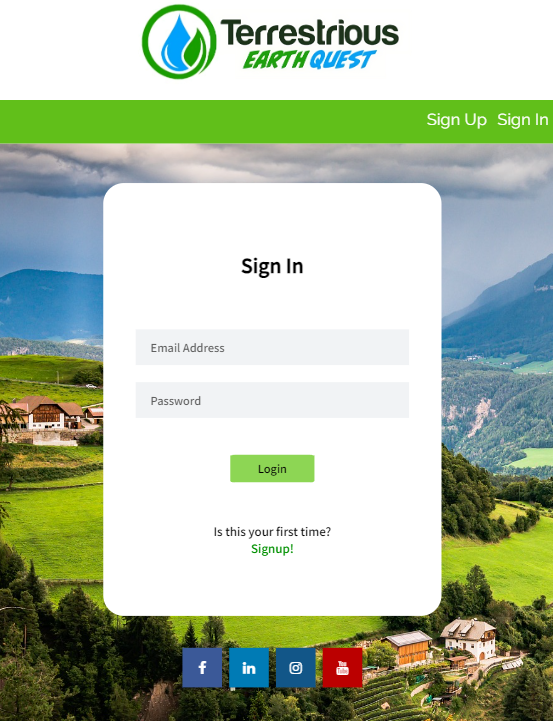 Terrestrious
EARTH QUEST
Sign Up Sign In
Sign In
Email Address
Password
Login
Is this your first time?
Signup!
f in You Tube